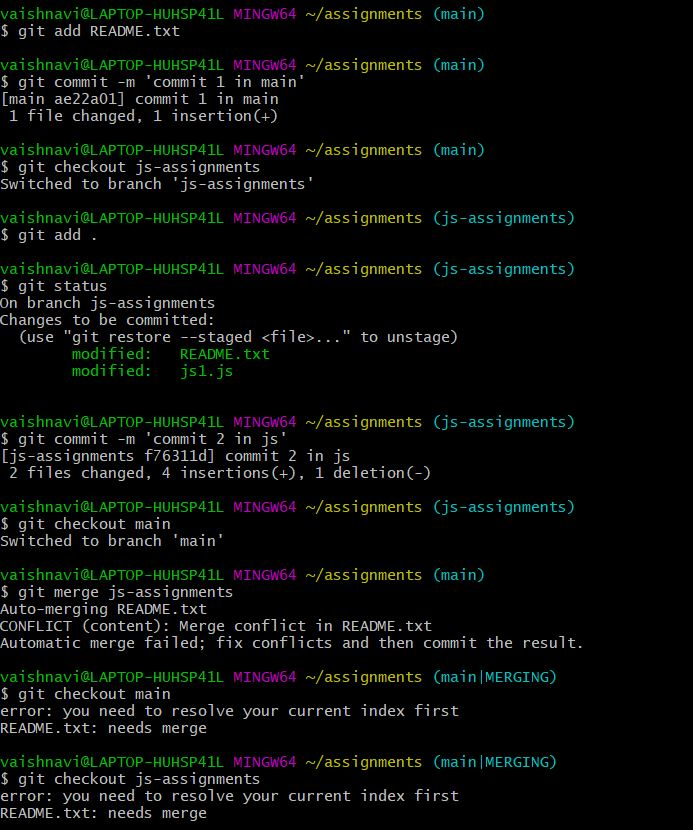 vaishnavi@LAPTOP-HUHSP41L MINGW64 ~/assignments (main)
$ git add README.txt
vaishnavi@LAPTOP-HUHSP41L MINGW64 ~/assignments (main)
$ git commit -m 'commit 1 in main'
[main ae22a01] commit 1 in main
 1 file changed, 1 insertion(+)
vaishnavi@LAPTOP-HUHSP41L MINGW64 ~/assignments (main)
$ git checkout js-assignments
Switched to branch 'js-assignments'
vaishnavi@LAPTOP-HUHSP41L MINGW64 ~/assignments (js-assignments)
$ git add .
vaishnavi@LAPTOP-HUHSP41L MINGW64 ~/assignments (js-assignments)
$ git status
On branch js-assignments
Changes to be committed:
  (use "git restore --staged <file>..." to unstage)
        modified:   README.txt
        modified:   js1.js
vaishnavi@LAPTOP-HUHSP41L MINGW64 ~/assignments (js-assignments)
$ git commit -m 'commit 2 in js'
[js-assignments f76311d] commit 2 in js
 2 files changed, 4 insertions(+), 1 deletion(-)
vaishnavi@LAPTOP-HUHSP41L MINGW64 ~/assignments (js-assignments)
$ git checkout main
Switched to branch 'main'
vaishnavi@LAPTOP-HUHSP41L MINGW64 ~/assignments (main)
$ git merge js-assignments
Auto-merging README.txt
CONFLICT (content): Merge conflict in README.txt
Automatic merge failed; fix conflicts and then commit the result.
vaishnavi@LAPTOP-HUHSP41L MINGW64 ~/assignments (main|MERGING)
$ git checkout main
error: you need to resolve your current index first
README.txt: needs merge
vaishnavi@LAPTOP-HUHSP41L MINGW64 ~/assignments (main|MERGING)
$ git checkout js-assignments
error: you need to resolve your current index first
README.txt: needs merge